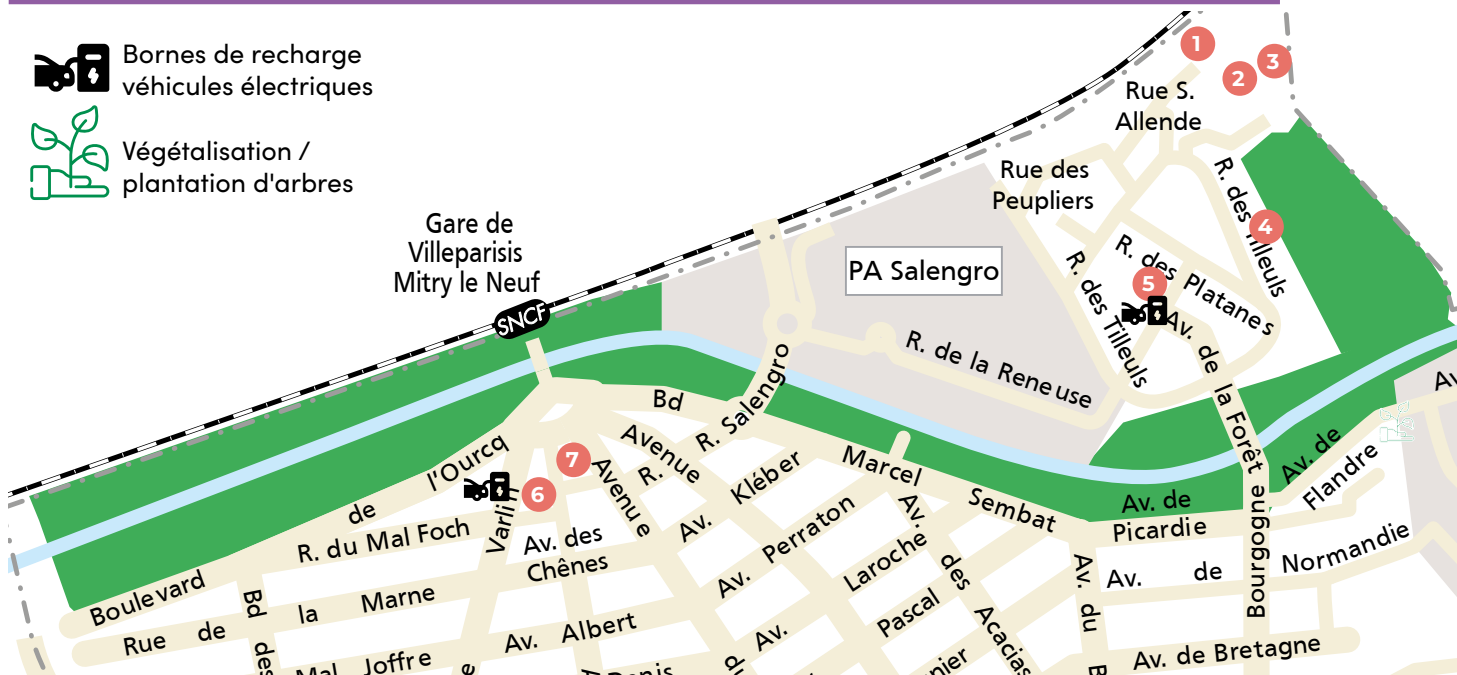 Bornes de recharge
véhicules électriques
Végétalisation /
plantation d'arbres
1
2
3
Rue S.
Allende
Rue des
Peupliers
R. des Tilleuls
4
Gare de
Villeparisis
Mitry le Neuf
SNCF
PA Salengro
R. des Platanes
5
R. des Tilleuls
Av. de la Forêt
R. de la Reneuse
R. Salengro
Bd
Marcel
Sembat
Avenue
R.
Avenue
7
6
Boulevard
de
l'Ourcq
R. du Mal Foch
Av. des
Chênes
Av. Kléber
Av. Perraton
Laroche
Pascal
Av.
des
Acacias
Av. de
Picardie
Av. de
Flandre
Bourgogne
Av. de Normandie
Av. du
Av. de Bretagne
Rue de la Marne
Bd des
Mal Joffre
Av. Albert
Av.